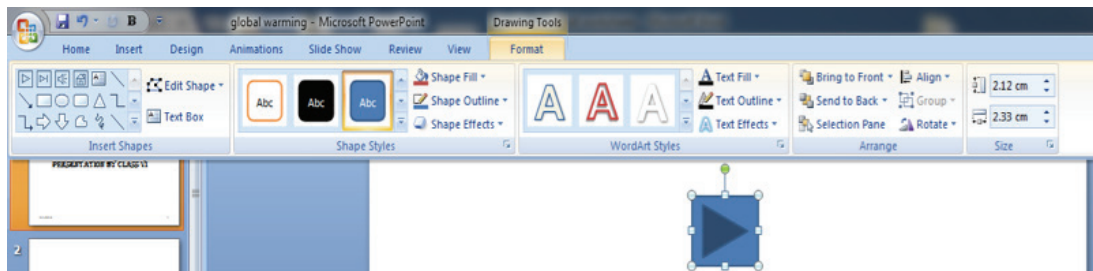 B
global warming - Microsoft PowerPoint
Drawing Tools
Home Insert Design Animations Slide Show Review View Format
Edit Shape
Text Box
Insert Shapes
Abc Abc Abc
Shape Fill
Shape Outline
Shape Effects
Shape Styles
A A A
Text Fill
Text Outline
Text Effects
WordArt Styles
Bring to Front
Send to Back
Selection Pane
Align
Group
Rotate
Arrange
2.12 cm
2.33 cm
Size
PRESENTATION BY CLASS VI
2